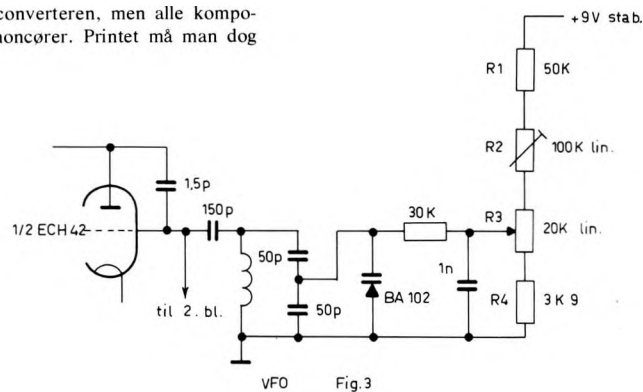 converteren, men alle kompo-
noncører. Printet må man dog
+9V stab.
R1 50K
R2 100K lin.
1,5p
150p
30K
1/2 ECH 42
50p
R3 20K lin.
til 2. bl.
50p
BA 102
1n
R4 3K9
VFO Fig.3